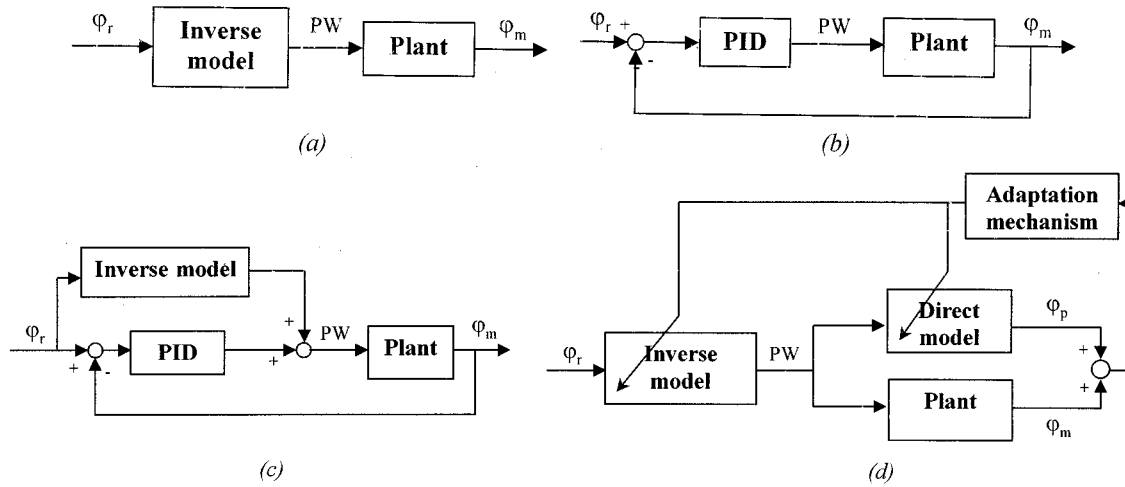 φr
Inverse
model
PW
Plant
φm
(a)
φr
+
-
PID
PW
Plant
φm
(b)
Inverse model
φr
+
-
PID
+
+
PW
Plant
φm
(c)
Adaptation
mechanism
φr
Inverse
model
PW
Direct
model
φp
+
Plant
+
φm
(d)